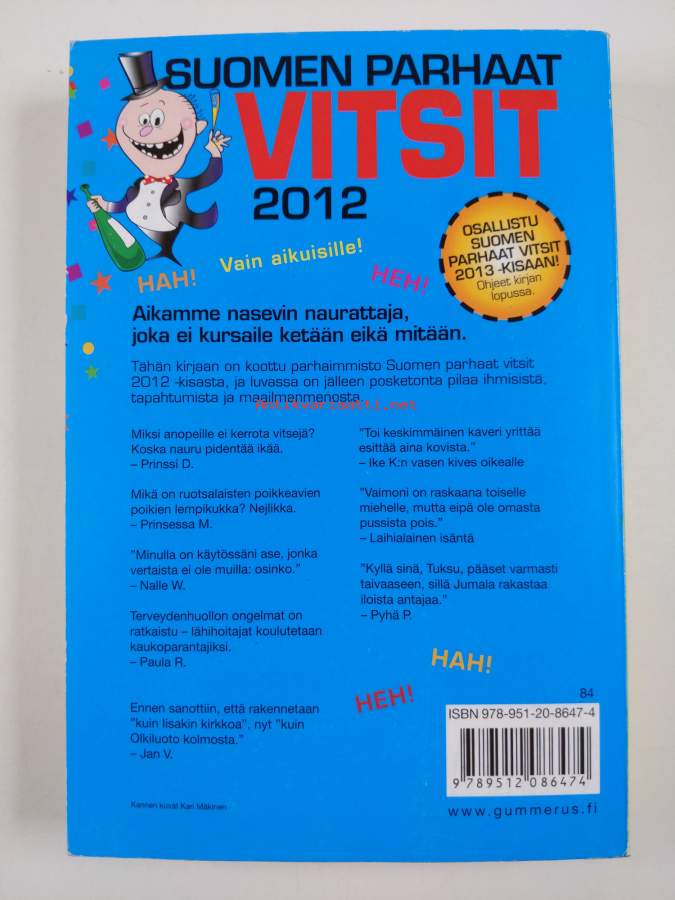 SUOMEN PARHAAT
VITSIT
2012
OSALLISTU
SUOMEN
PARHAAT VITSIT
2013 -KISAAN!
Ohjeet kirjan
lopussa.
Vain aikuisille!
HAH!
HEH!
Aikamme nasevin naurattaja,
joka ei kursaile ketään eikä mitään.
Tähän kirjaan on koottu parhaimmisto Suomen parhaat vitsit
2012 -kisasta, ja luvassa on jälleen posketonta pilaa ihmisistä,
tapahtumista ja maailmanmenosta.
antikvariaatti.net
Miksi anopeille ei kerrota vitsejä?
Koska nauru pidentää ikää.
– Prinssi D.
Mikä on ruotsalaisten poikkeavien
poikien lempikukka? Nejlikka.
– Prinsessa M.
"Minulla on käytössäni ase, jonka
vertaista ei ole muilla: osinko."
– Nalle W.
Terveydenhuollon ongelmat on
ratkaistu – lähihoitajat koulutetaan
kaukoparantajiksi.
– Paula R.
Ennen sanottiin, että rakennetaan
"kuin Iisakin kirkkoa", nyt "kuin
Olkiluoto kolmosta."
– Jan V.
"Toi keskimmäinen kaveri yrittää
esittää aina kovista."
– Ike K:n vasen kives oikealle
"Vaimoni on raskaana toiselle
miehelle, mutta eipä ole omasta
pussista pois."
– Laihialainen isäntä
"Kyllä sinä, Tuksu, pääset varmasti
taivaaseen, sillä Jumala rakastaa
iloista antajaa."
– Pyhä P.
HAH!
HEH!
84
ISBN 978-951-20-8647-4
9 789512 086474
www.gummerus.fi
Kannen kuvat Kari Mäkinen